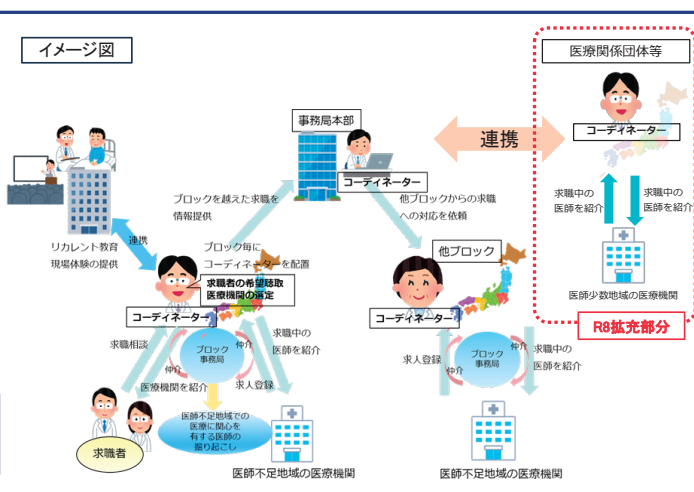 イメージ図
医療関係団体等
コーディネーター
求職中の
医師を紹介
求職中の
医師を紹介
医師少数地域の医療機関
R8拡充部分
連携
事務局本部
コーディネーター
ブロックを越えた求職を
情報提供
他ブロックからの求職
への対応を依頼
連携
リカレント教育
現場体験の提供
ブロック毎に
コーディネーターを配置
求職者の希望聴取
医療機関の選定
コーディネーター
求職相談
医療機関を紹介
仲介
ブロック
事務局
仲介
求職中の
医師を紹介
求人登録
医師不足地域での
医療に関心を
有する医師の
掘り起こし
求職者
医師不足地域の医療機関
他ブロック
コーディネーター
求人登録
仲介
ブロック
事務局
仲介
求職中の
医師を紹介
医師不足地域の医療機関